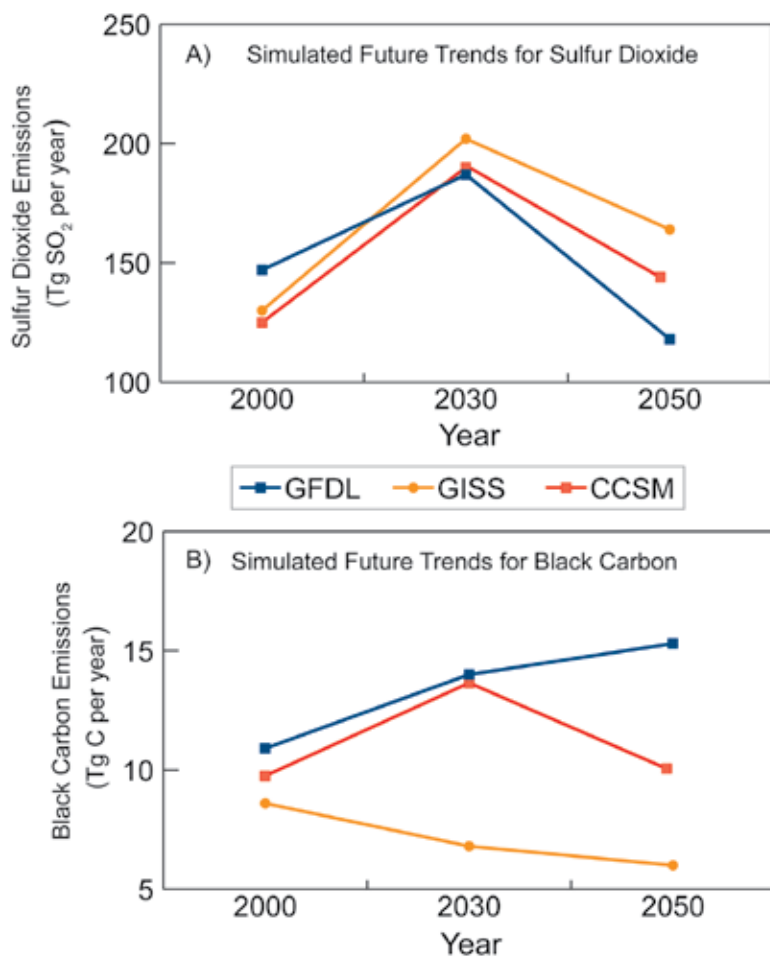 250
A) Simulated Future Trends for Sulfur Dioxide
200
150
100
Sulfur Dioxide Emissions
(Tg SO₂ per year)
2000 2030 2050
Year
GFDL GISS CCSM
20
B) Simulated Future Trends for Black Carbon
15
10
5
Black Carbon Emissions
(Tg C per year)
2000 2030 2050
Year